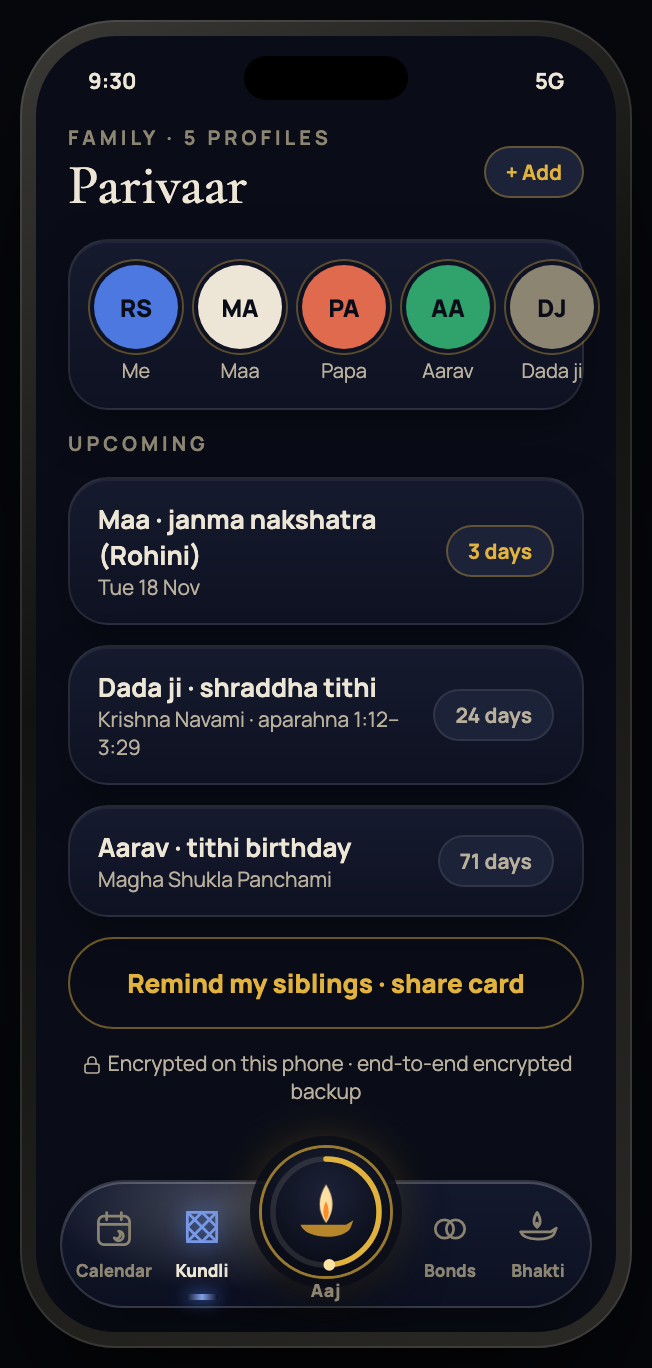 9:30
5G
FAMILY · 5 PROFILES
Parivaar
+ Add
RS
MA
PA
AA
DJ
Me
Maa
Papa
Aarav
Dada ji
UPCOMING
Maa · janma nakshatra
(Rohini)
Tue 18 Nov
3 days
Dada ji · shraddha tithi
Krishna Navami · aparahna 1:12–
3:29
24 days
Aarav · tithi birthday
Magha Shukla Panchami
71 days
Remind my siblings · share card
Encrypted on this phone · end-to-end encrypted
backup
Calendar
Kundli
Aaj
Bonds
Bhakti